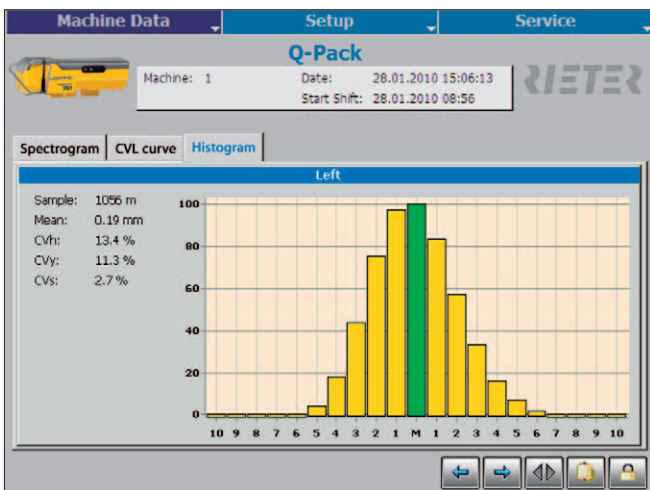 Machine Data Setup Service
Q-Pack
Machine: 1 Date: 28.01.2010 15:06:13
Start Shift: 28.01.2010 08:56
RIETER
Spectrogram CVL curve Histogram
Left
Sample: 1056 m
Mean: 0.19 mm
CVh: 13.4 %
CVy: 11.3 %
CVs: 2.7 %
100
80
60
40
20
0
10 9 8 7 6 5 4 3 2 1 M 1 2 3 4 5 6 7 8 9 10